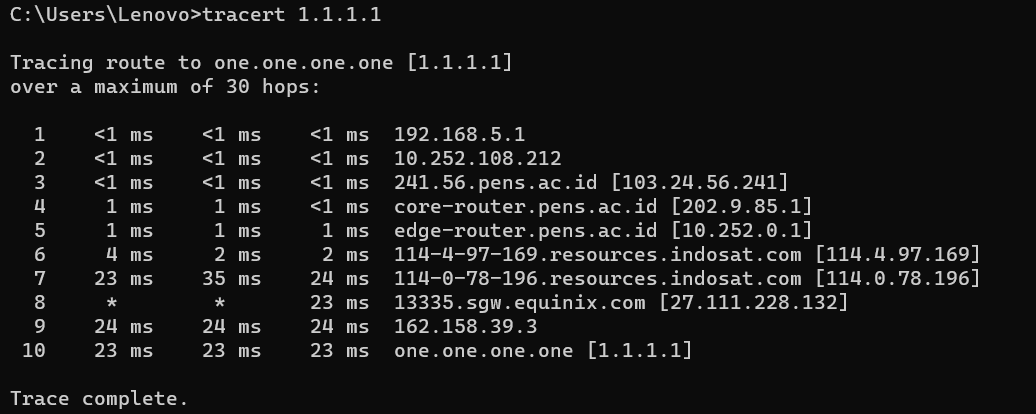 C:\Users\Lenovo>tracert 1.1.1.1
Tracing route to one.one.one.one [1.1.1.1]
over a maximum of 30 hops:
1 <1 ms <1 ms <1 ms 192.168.5.1
2 <1 ms <1 ms <1 ms 10.252.108.212
3 <1 ms <1 ms <1 ms 241.56.pens.ac.id [103.24.56.241]
4 1 ms 1 ms <1 ms core-router.pens.ac.id [202.9.85.1]
5 1 ms 1 ms 1 ms edge-router.pens.ac.id [10.252.0.1]
6 4 ms 2 ms 2 ms 114-4-97-169.resources.indosat.com [114.4.97.169]
7 23 ms 35 ms 24 ms 114-0-78-196.resources.indosat.com [114.0.78.196]
8 * * 23 ms 13335.sgw.equinix.com [27.111.228.132]
9 24 ms 24 ms 24 ms 162.158.39.3
10 23 ms 23 ms 23 ms one.one.one.one [1.1.1.1]
Trace complete.